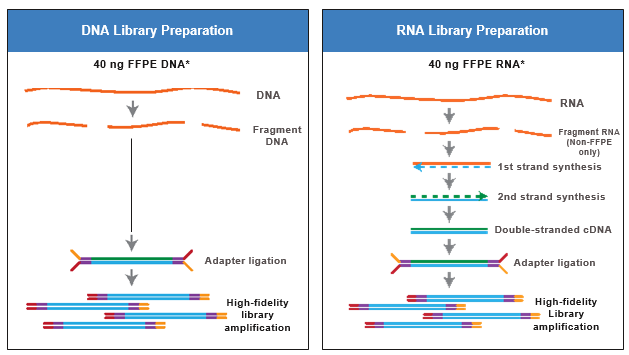 DNA Library Preparation
40 ng FFPE DNA*
DNA
Fragment
DNA
Adapter ligation
High-fidelity
library
amplification
RNA Library Preparation
40 ng FFPE RNA*
RNA
Fragment RNA
(Non-FFPE
only)
1st strand synthesis
2nd strand synthesis
Double-stranded cDNA
Adapter ligation
High-fidelity
Library
amplification